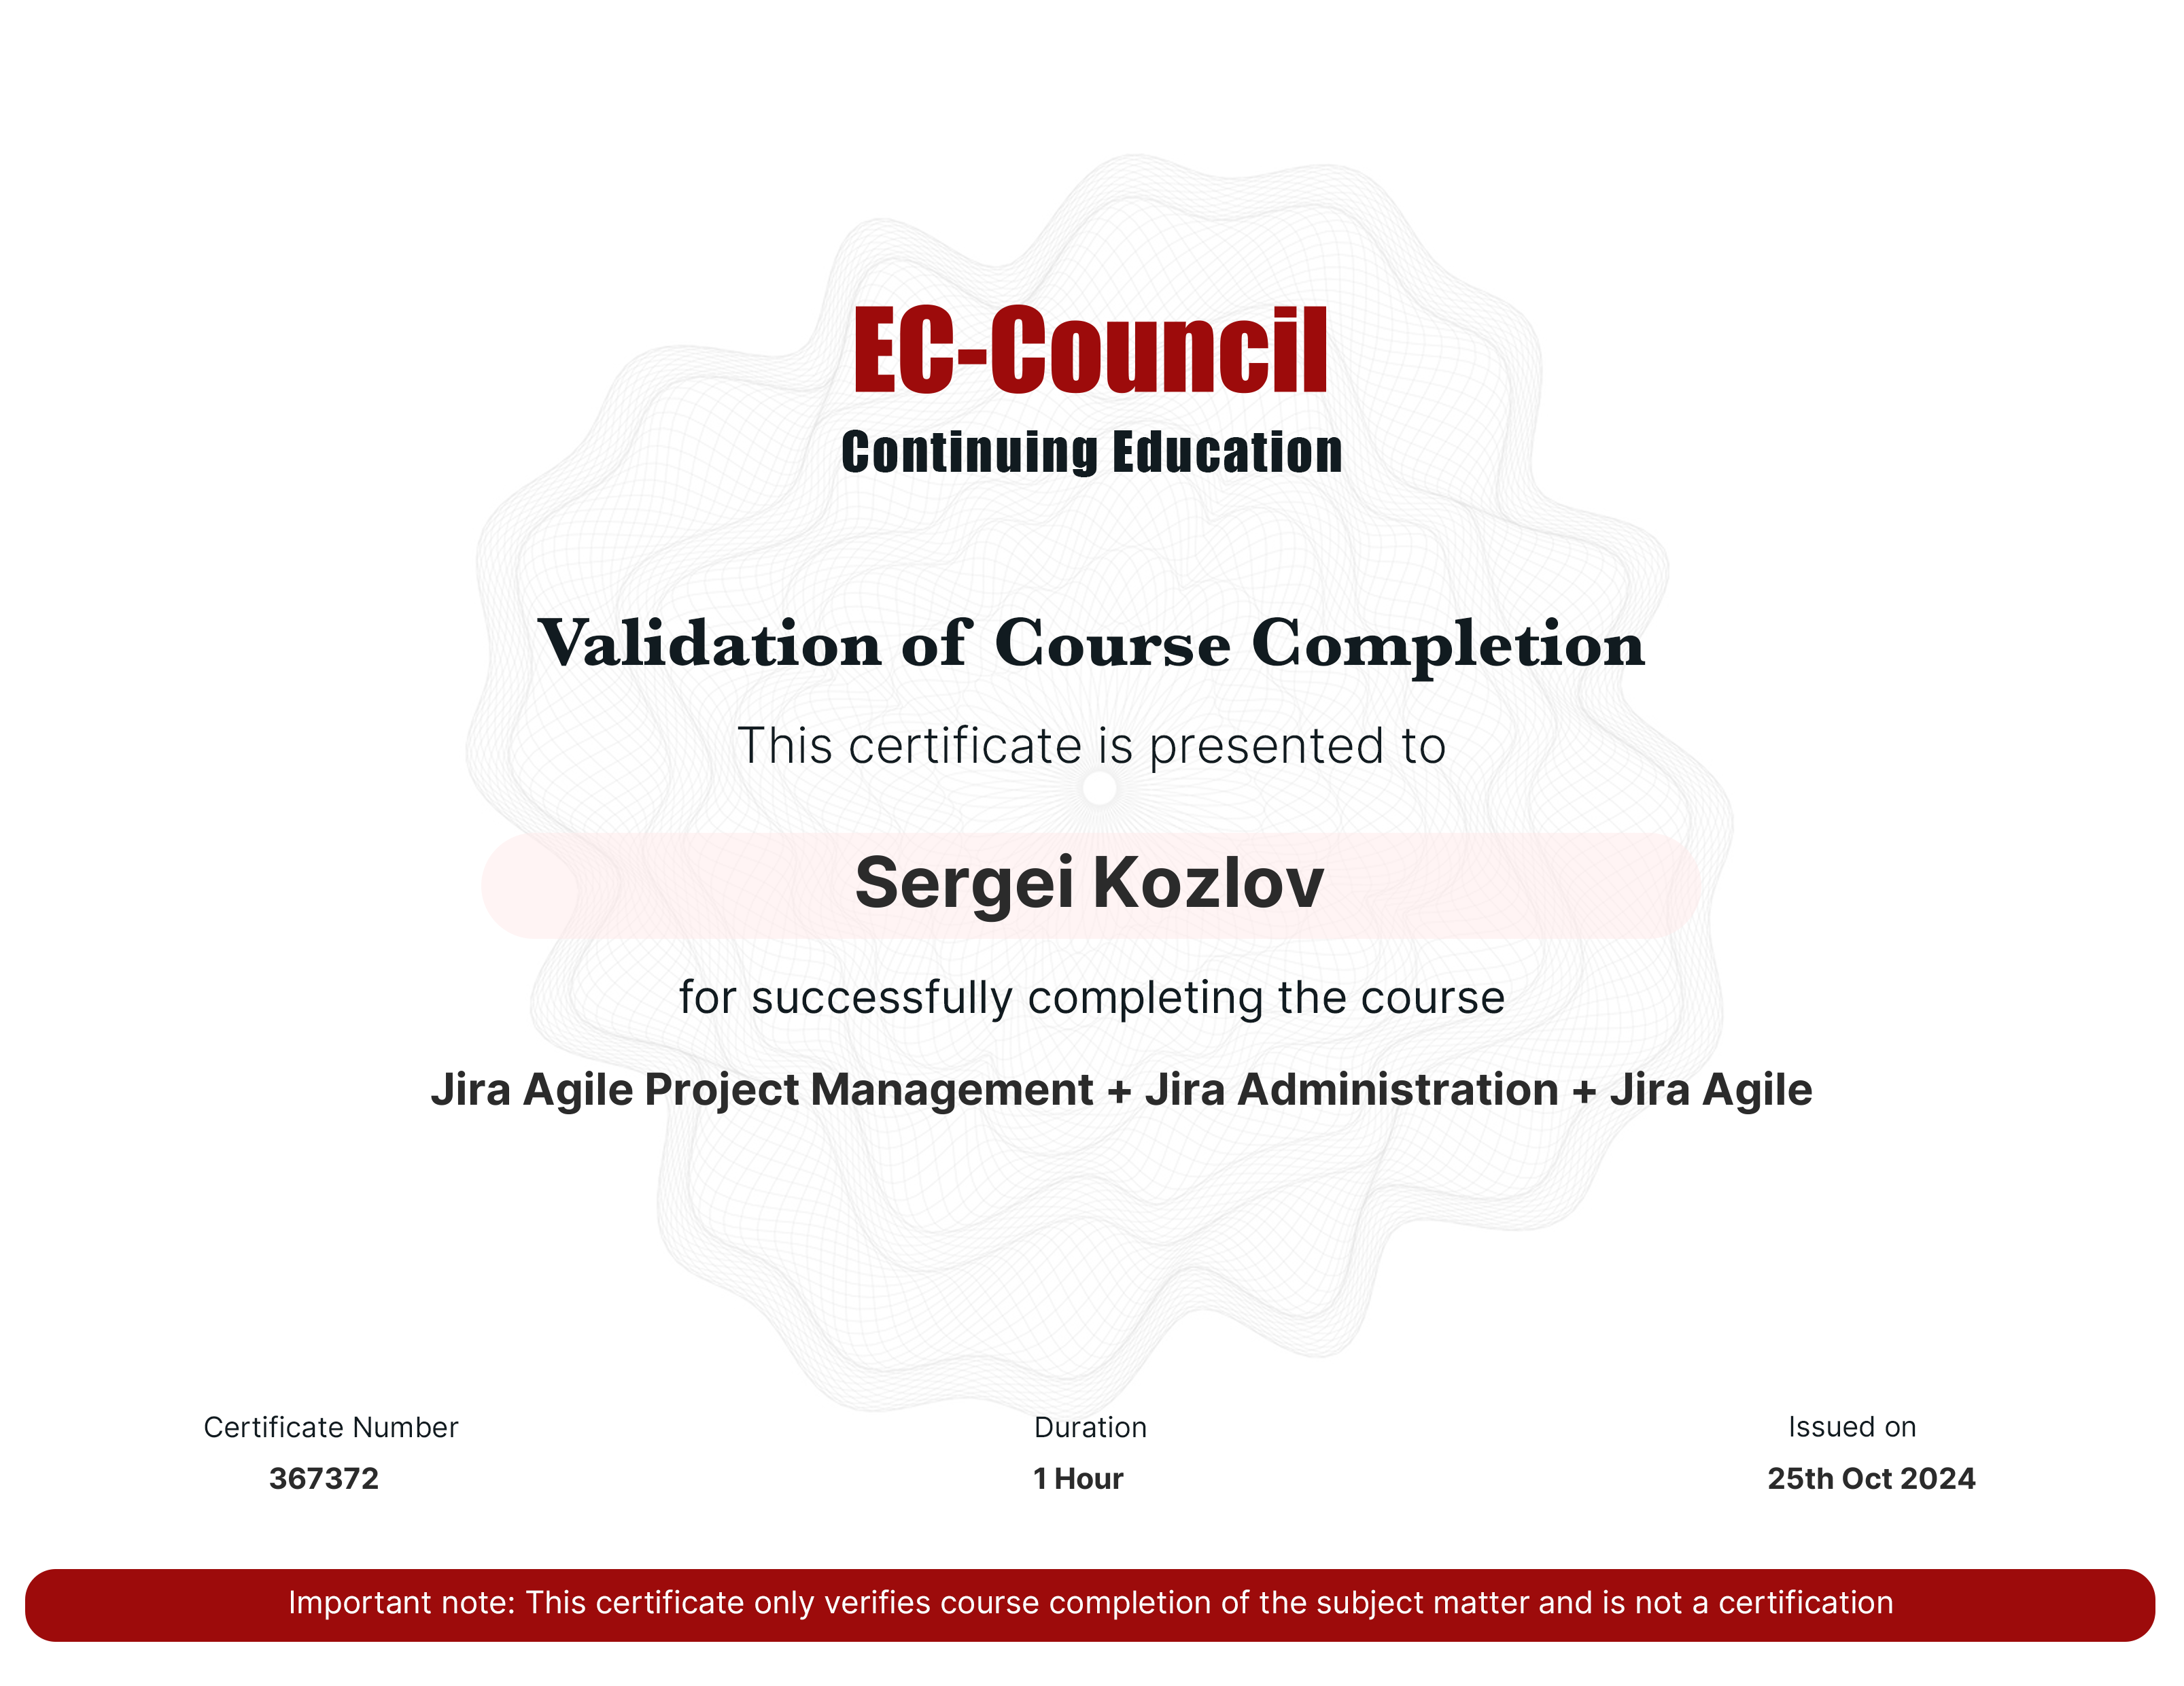 EC-Council
Continuing Education
Validation of Course Completion
This certificate is presented to
Sergei Kozlov
for successfully completing the course
Jira Agile Project Management + Jira Administration + Jira Agile
Certificate Number
367372
Duration
1 Hour
Issued on
25th Oct 2024
Important note: This certificate only verifies course completion of the subject matter and is not a certification